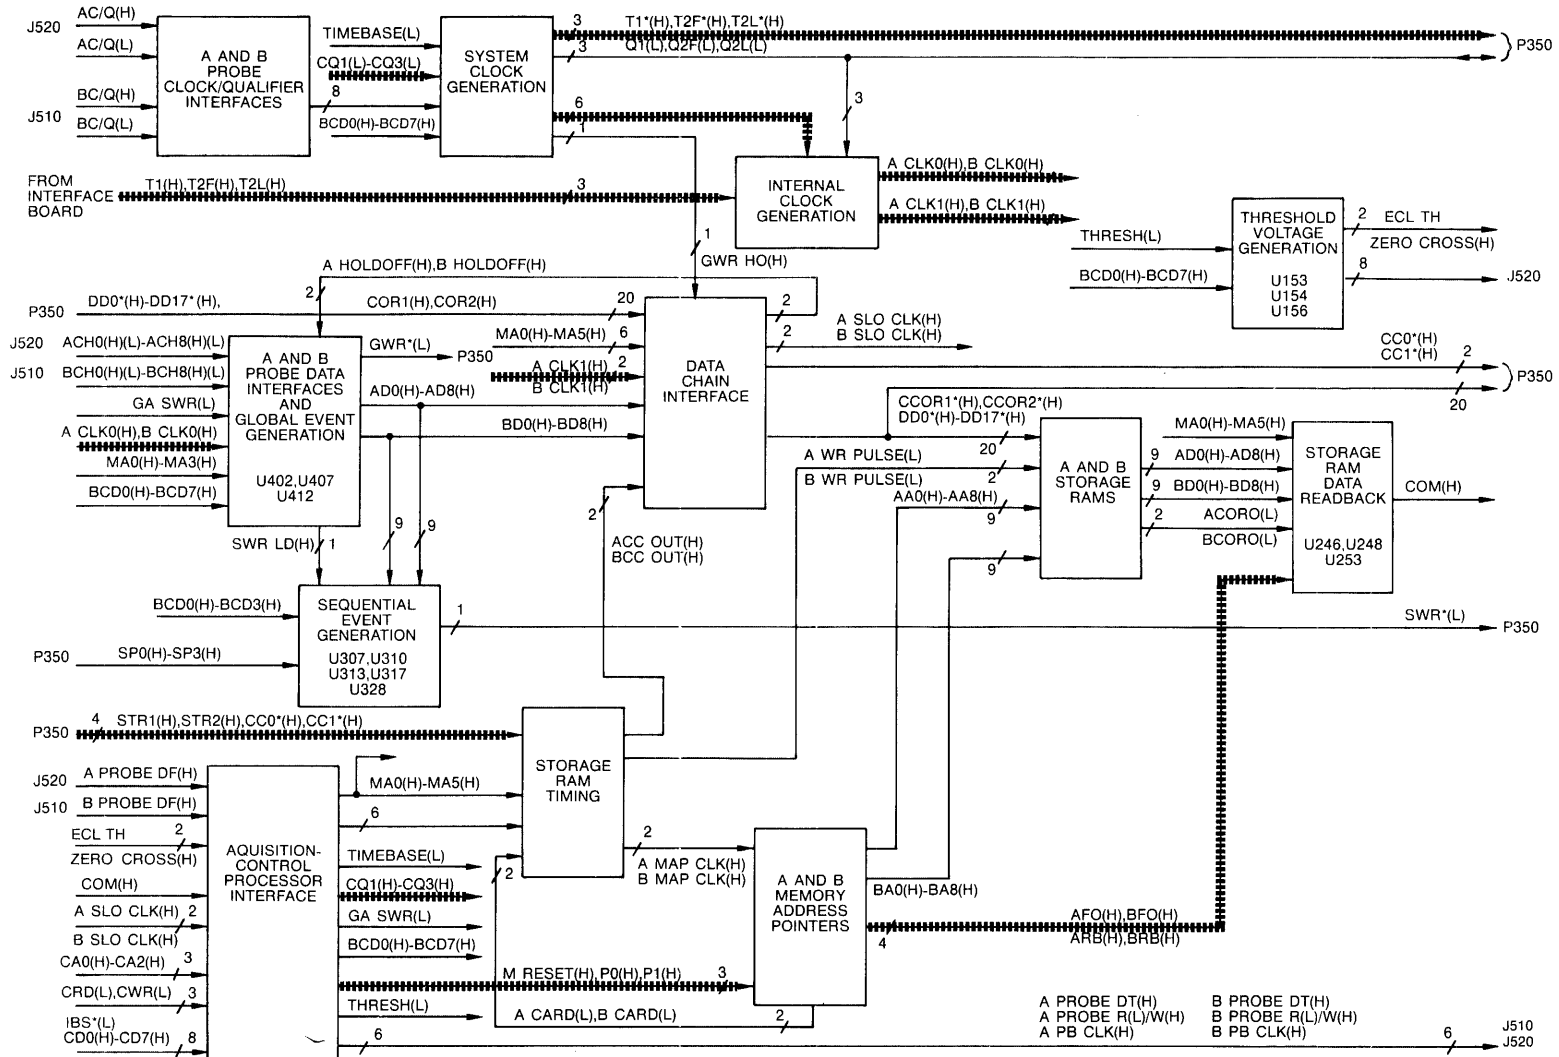 J520
AC/Q(H)
AC/Q(L)
BC/Q(H)
J510
BC/Q(L)
A AND B
PROBE
CLOCK/QUALIFIER
INTERFACES
8
TIMEBASE(L)
CQ1(L)-CQ3(L)
BCD0(H)-BCD7(H)
SYSTEM
CLOCK
GENERATION
3
T1*(H),T2F*(H),T2L*(H)
3
Q1(L),Q2F(L),Q2L(L)
P350
6
1
3
FROM
INTERFACE
BOARD
T1(H),T2F(H),T2L(H)
3
INTERNAL
CLOCK
GENERATION
A CLK0(H),B CLK0(H)
A CLK1(H),B CLK1(H)
THRESH(L)
BCD0(H)-BCD7(H)
THRESHOLD
VOLTAGE
GENERATION
U153
U154
U156
2
ECL TH
ZERO CROSS(H)
8
J520
1
GWR HO(H)
A HOLDOFF(H),B HOLDOFF(H)
2
P350
DD0*(H)-DD17*(H),
COR1(H),COR2(H)
20
J520
ACH0(H)(L)-ACH8(H)(L)
J510
BCH0(H)(L)-BCH8(H)(L)
GA SWR(L)
A CLK0(H),B CLK0(H)
MA0(H)-MA3(H)
BCD0(H)-BCD7(H)
A AND B
PROBE DATA
INTERFACES
AND
GLOBAL EVENT
GENERATION
U402,U407
U412
GWR*(L)
P350
MA0(H)-MA5(H)
6
A CLK1(H)
2
B CLK1(H)
AD0(H)-AD8(H)
BD0(H)-BD8(H)
DATA
CHAIN
INTERFACE
2
2
A SLO CLK(H)
B SLO CLK(H)
CC0*(H)
CC1*(H)
2
P350
20
CCOR1*(H),CCOR2*(H)
DD0*(H)-DD17*(H)
20
A WR PULSE(L)
B WR PULSE(L)
2
AA0(H)-AA8(H)
9
9
A AND B
STORAGE
RAMS
MA0(H)-MA5(H)
9
AD0(H)-AD8(H)
9
BD0(H)-BD8(H)
2
ACORO(L)
BCORO(L)
STORAGE
RAM
DATA
READBACK
U246,U248
U253
COM(H)
SWR LD(H)
1
9
9
2
ACC OUT(H)
BCC OUT(H)
BCD0(H)-BCD3(H)
P350
SP0(H)-SP3(H)
SEQUENTIAL
EVENT
GENERATION
U307,U310
U313,U317
U328
1
SWR*(L)
P350
P350
4
STR1(H),STR2(H),CC0*(H),CC1*(H)
STORAGE
RAM
TIMING
J520
A PROBE DF(H)
J510
B PROBE DF(H)
ECL TH
2
ZERO CROSS(H)
COM(H)
A SLO CLK(H)
2
B SLO CLK(H)
CA0(H)-CA2(H)
3
CRD(L),CWR(L)
3
IBS*(L)
CD0(H)-CD7(H)
8
AQUISITION-
CONTROL
PROCESSOR
INTERFACE
MA0(H)-MA5(H)
6
TIMEBASE(L)
CQ1(H)-CQ3(H)
GA SWR(L)
BCD0(H)-BCD7(H)
M RESET(H),P0(H),P1(H)
3
THRESH(L)
6
2
2
A MAP CLK(H)
B MAP CLK(H)
A AND B
MEMORY
ADDRESS
POINTERS
BA0(H)-BA8(H)
4
AFO(H),BFO(H)
ARB(H),BRB(H)
A CARD(L),B CARD(L)
2
A PROBE DT(H)
A PROBE R(L)/W(H)
A PB CLK(H)
B PROBE DT(H)
B PROBE R(L)/W(H)
B PB CLK(H)
6
J510
J520